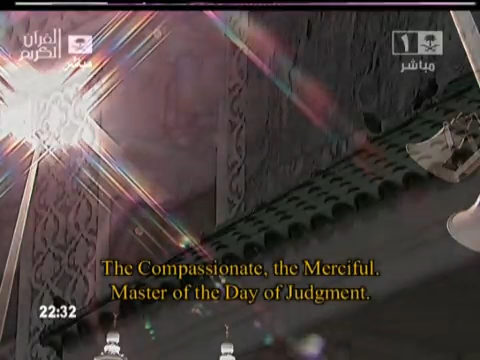 القرآن
الكريم
مباشر
1
مباشر
The Compassionate, the Merciful.
Master of the Day of Judgment.
22:32